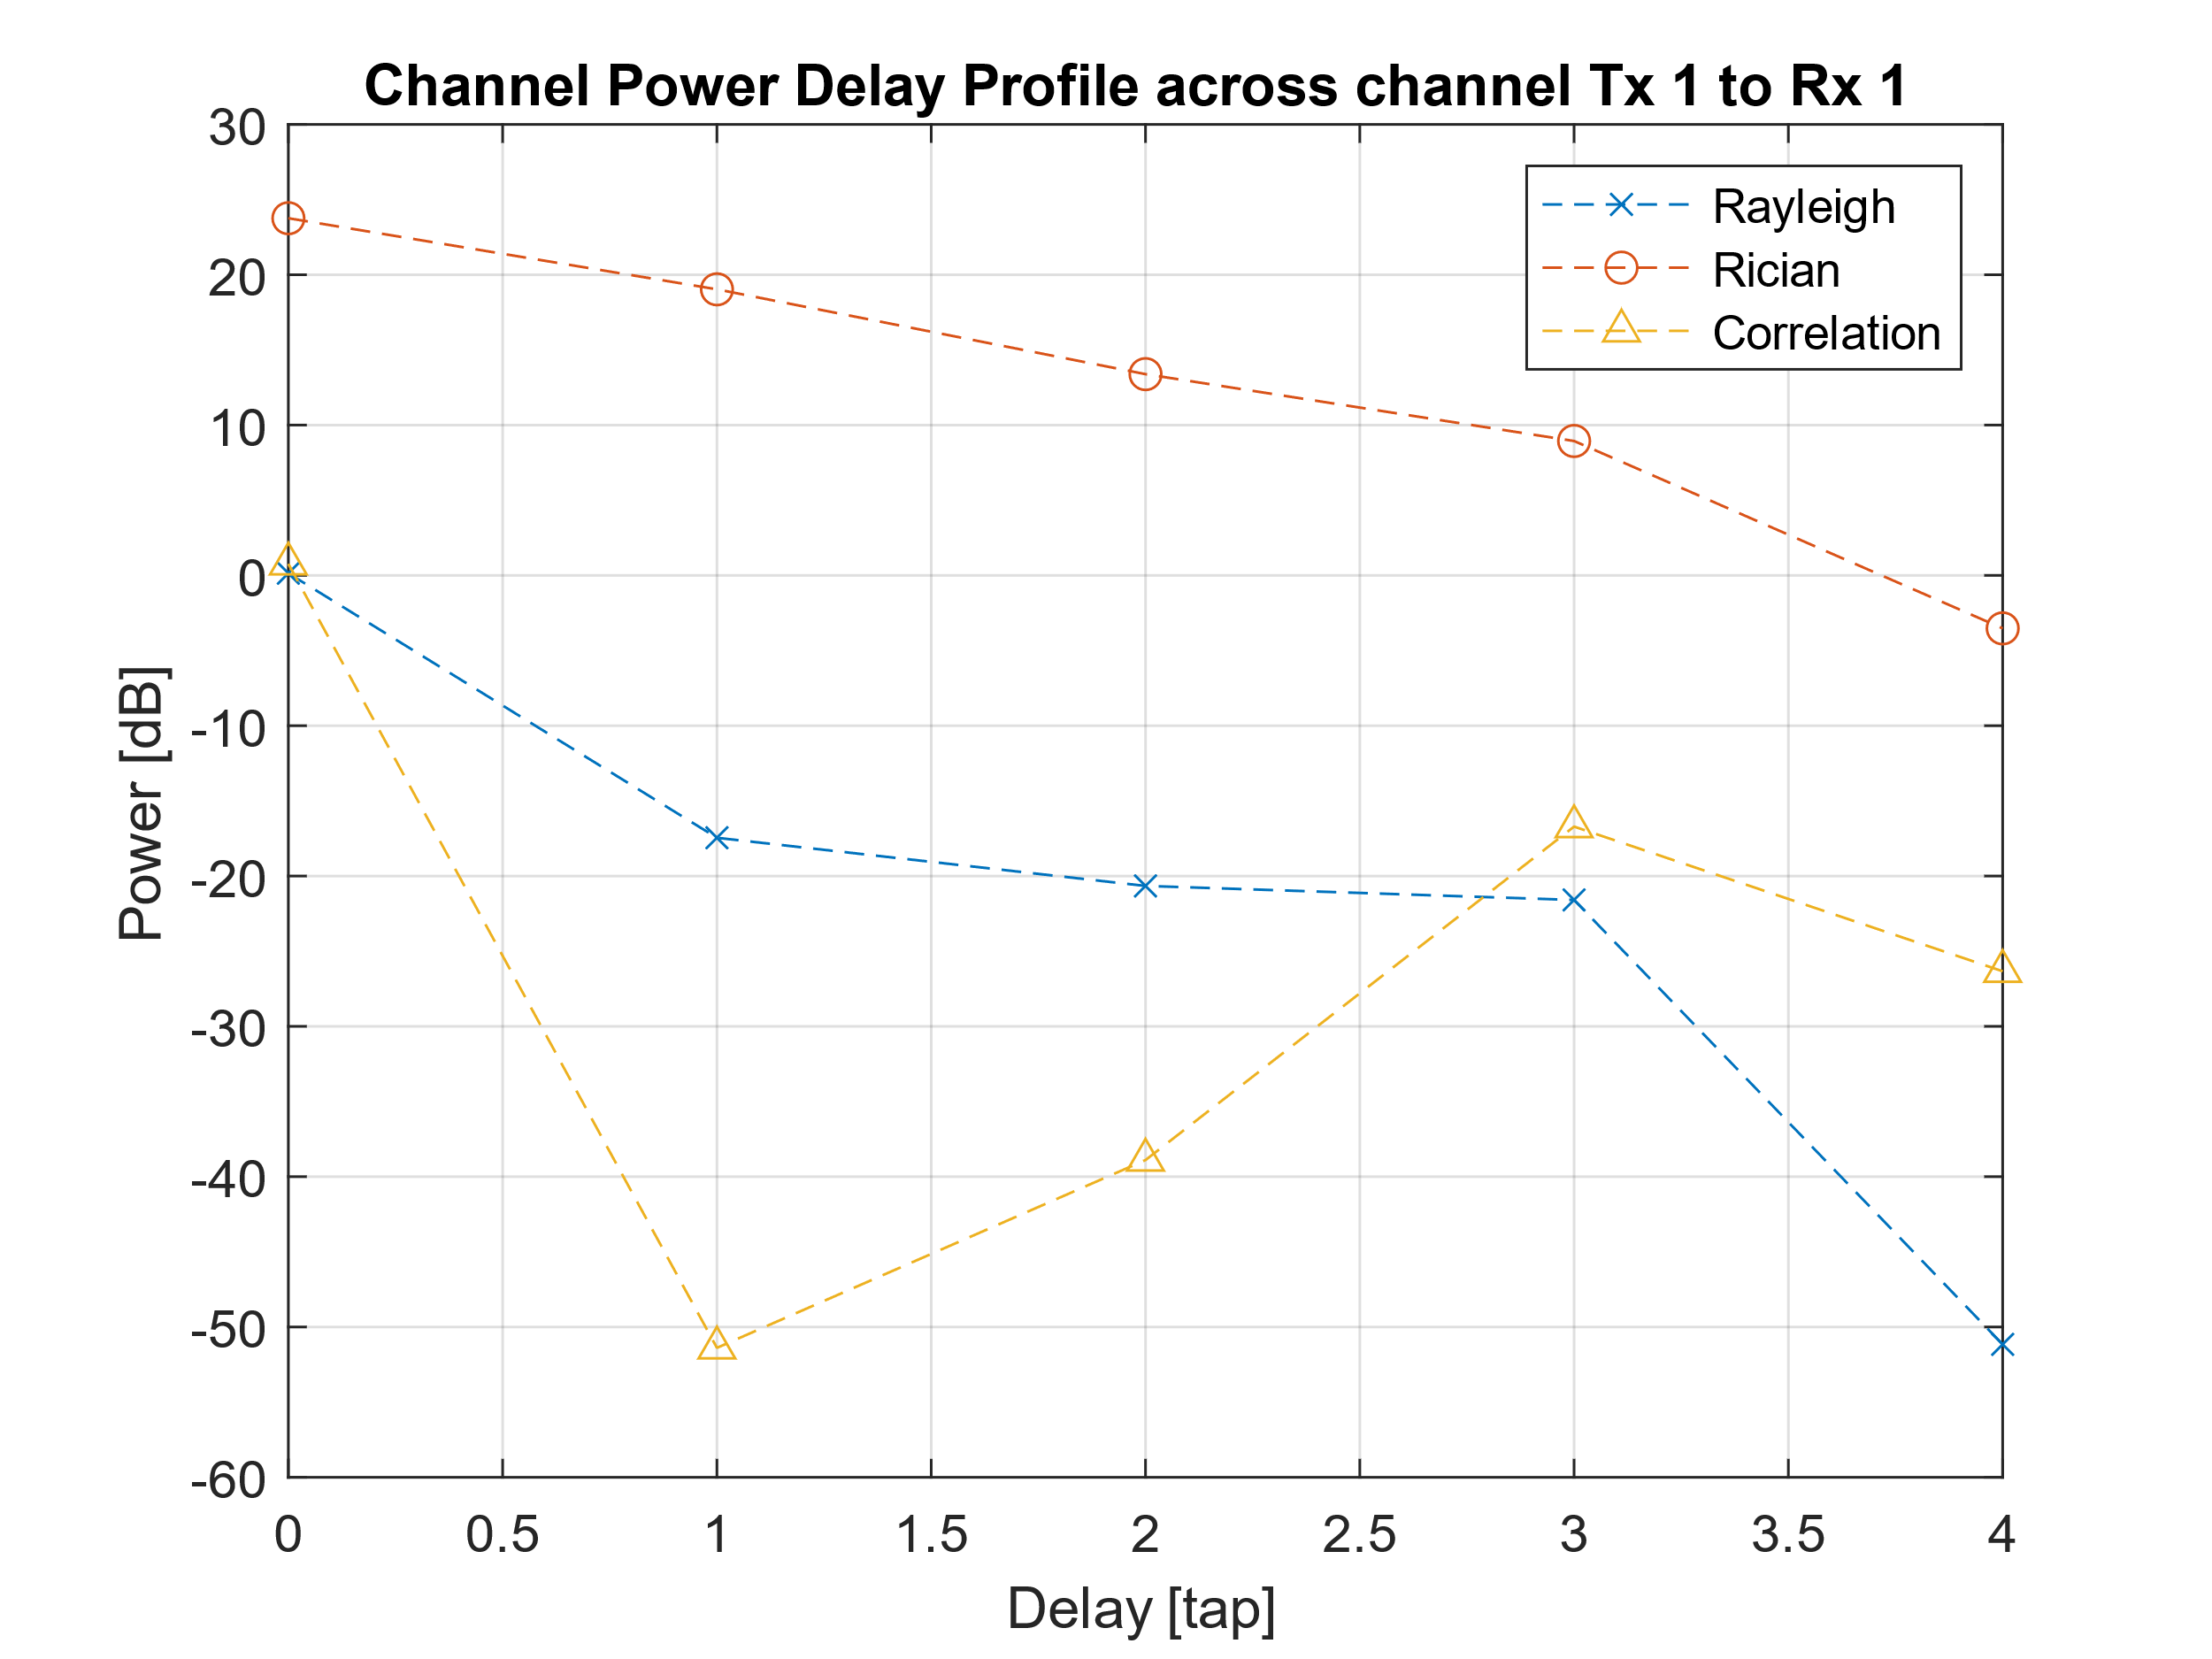 Channel Power Delay Profile across channel Tx 1 to Rx 1
30
20
10
0
-10
-20
-30
-40
-50
-60
Power [dB]
Rayleigh
Rician
Correlation
0 0.5 1 1.5 2 2.5 3 3.5 4
Delay [tap]